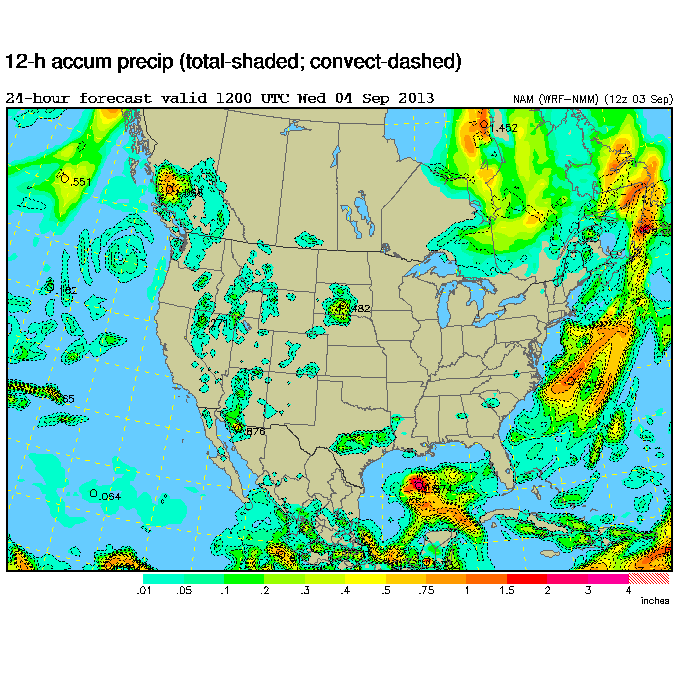 12-h accum precip (total-shaded; convect-dashed)
24-hour forecast valid 1200 UTC Wed 04 Sep 2013 NAM (WRF-NMM) (12z 03 Sep)
1.452
.551
.482
.676
0.064
.01 .05 .1 .2 .3 .4 .5 .75 1 1.5 2 3 4
inches